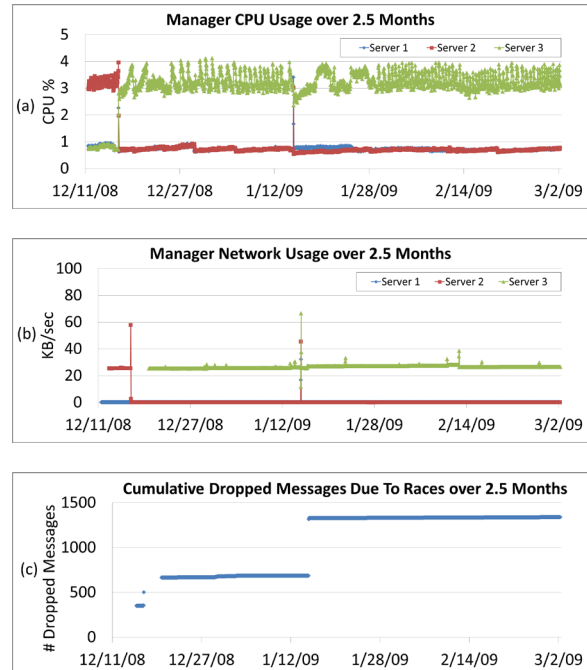 Manager CPU Usage over 2.5 Months
5
Server 1 Server 2 Server 3
4
3
2
1
0
(a)
CPU %
12/11/08 12/27/08 1/12/09 1/28/09 2/14/09 3/2/09
Manager Network Usage over 2.5 Months
100
Server 1 Server 2 Server 3
80
60
40
20
0
(b)
KB/sec
12/11/08 12/27/08 1/12/09 1/28/09 2/14/09 3/2/09
Cumulative Dropped Messages Due To Races over 2.5 Months
1500
1000
500
0
(c)
# Dropped Messages
12/11/08 12/27/08 1/12/09 1/28/09 2/14/09 3/2/09